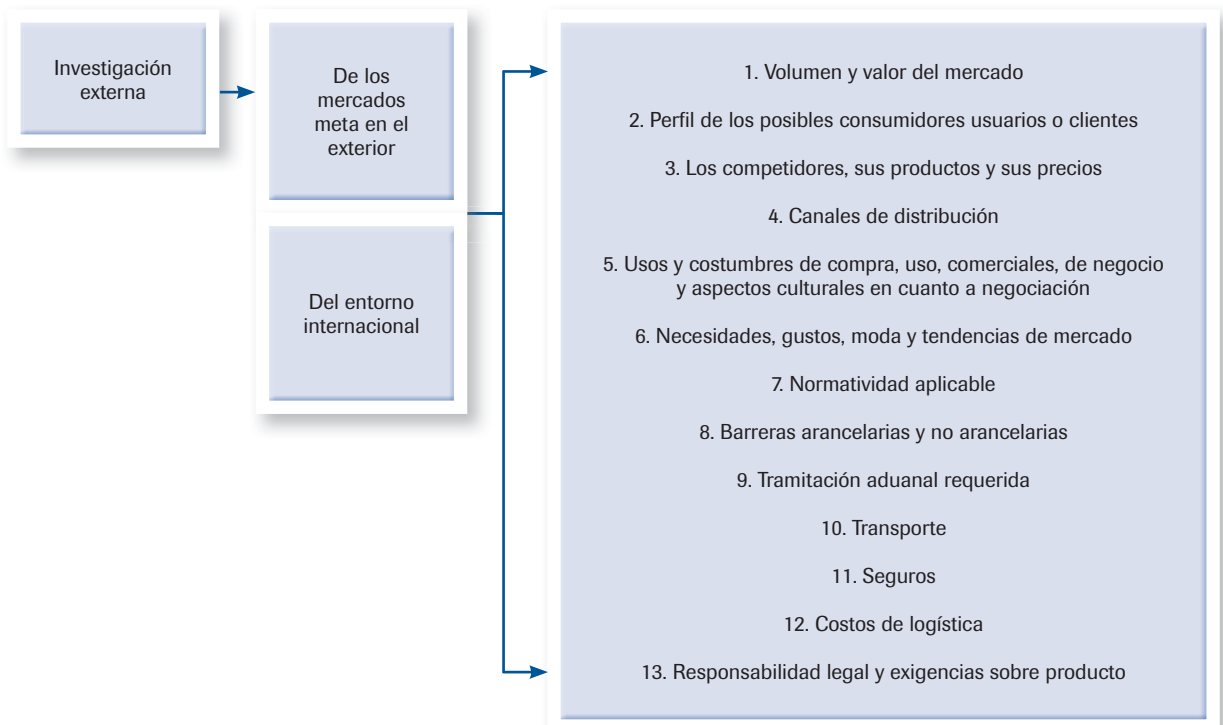 Investigación
externa
De los
mercados
meta en el
exterior
Del entorno
internacional
1. Volumen y valor del mercado
2. Perfil de los posibles consumidores usuarios o clientes
3. Los competidores, sus productos y sus precios
4. Canales de distribución
5. Usos y costumbres de compra, uso, comerciales, de negocio
y aspectos culturales en cuanto a negociación
6. Necesidades, gustos, moda y tendencias de mercado
7. Normatividad aplicable
8. Barreras arancelarias y no arancelarias
9. Tramitación aduanal requerida
10. Transporte
11. Seguros
12. Costos de logística
13. Responsabilidad legal y exigencias sobre producto